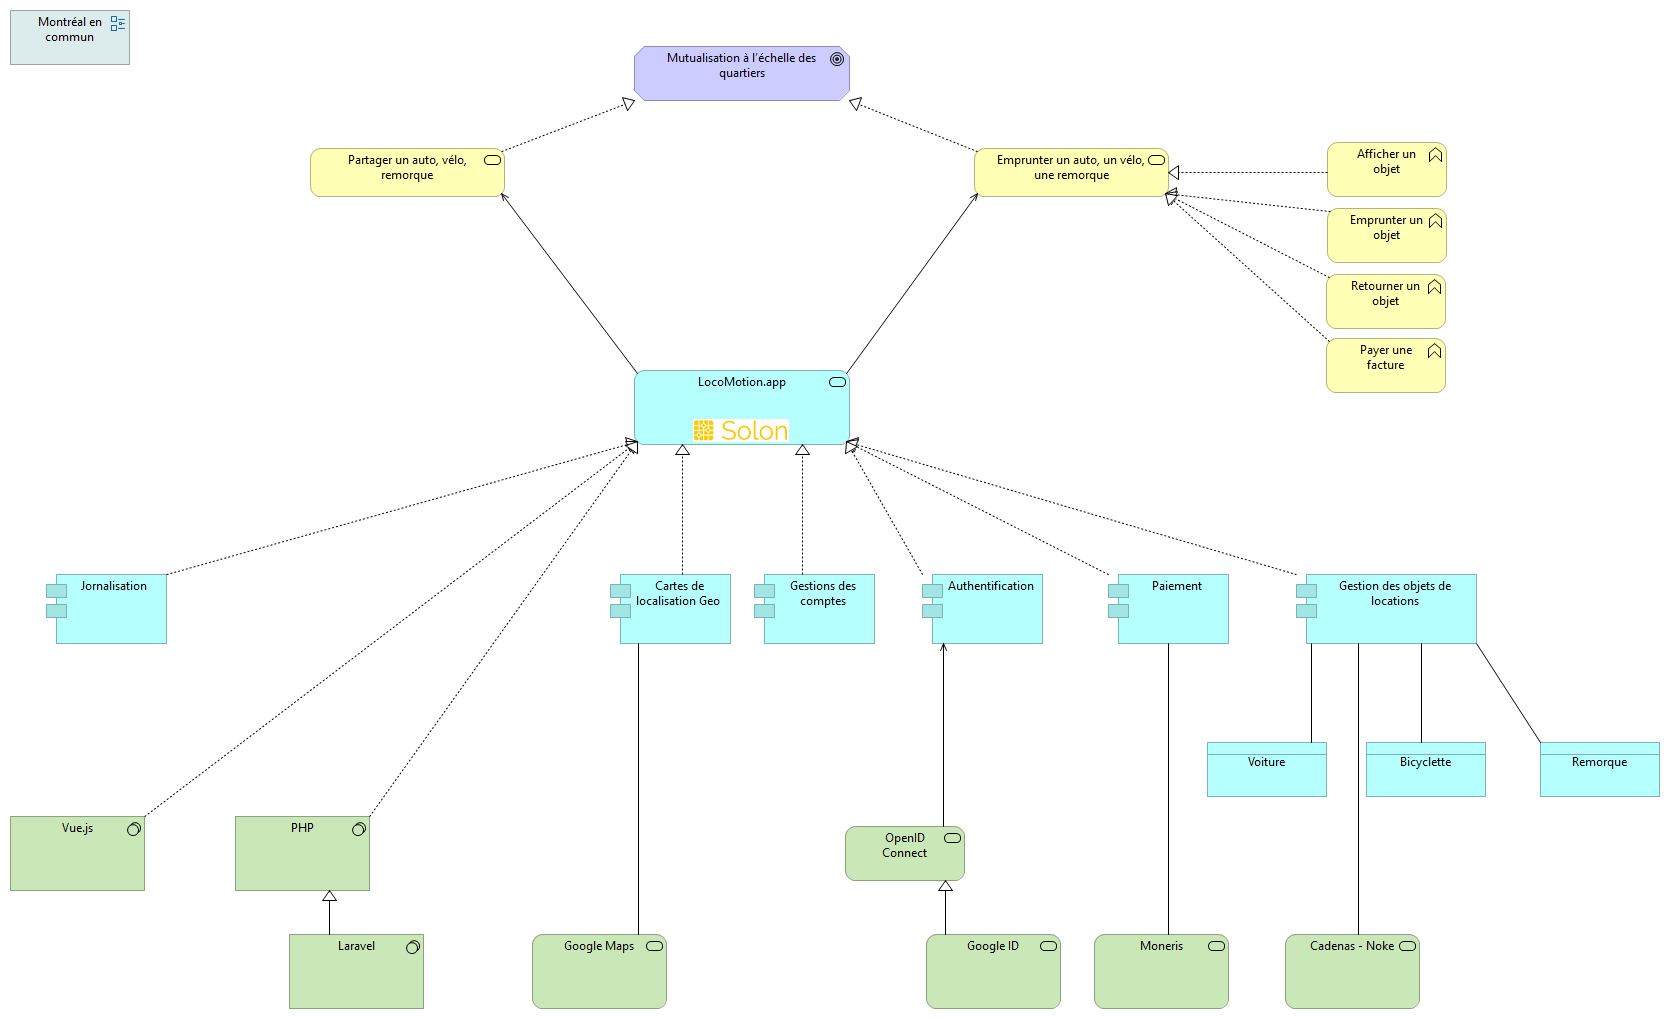 Montréal en
commun
Mutualisation à l'échelle des
quartiers
Partager un auto, vélo,
remorque
Emprunter un auto, un vélo,
une remorque
Afficher un
objet
Emprunter un
objet
Retourner un
objet
Payer une
facture
LocoMotion.app
Solon
Jornalisation
Cartes de
localisation Geo
Gestions des
comptes
Authentification
Paiement
Gestion des objets de
locations
Voiture
Bicyclette
Remorque
Vue.js
PHP
OpenID
Connect
Laravel
Google Maps
Google ID
Moneris
Cadenas - Noke